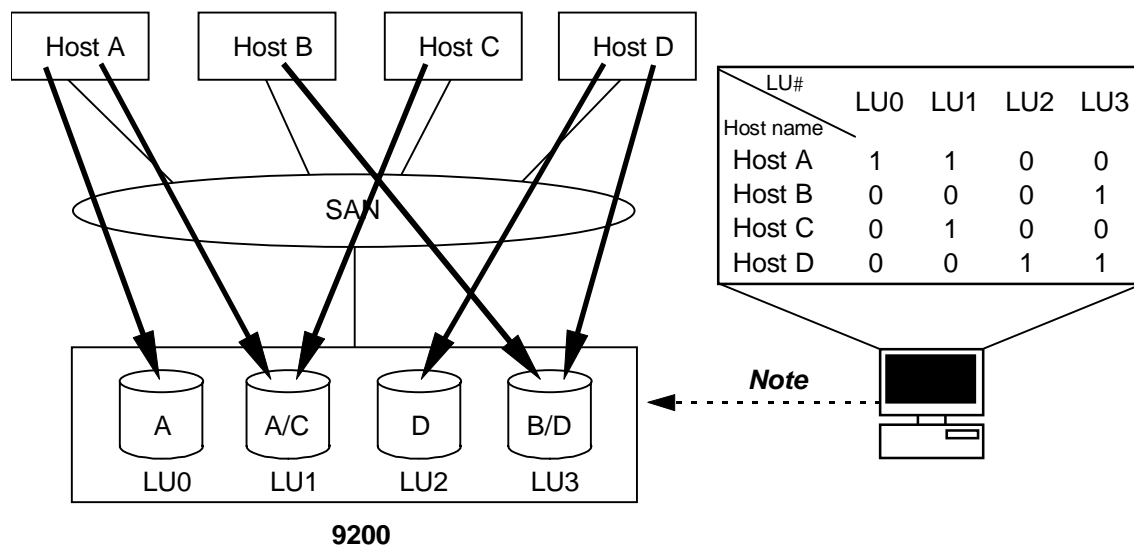 Host A
Host B
Host C
Host D
SAN
A
A/C
D
B/D
LU0
LU1
LU2
LU3
9200
Note
LU#
LU0 LU1 LU2 LU3
Host name
Host A 1 1 0 0
Host B 0 0 0 1
Host C 0 1 0 0
Host D 0 0 1 1